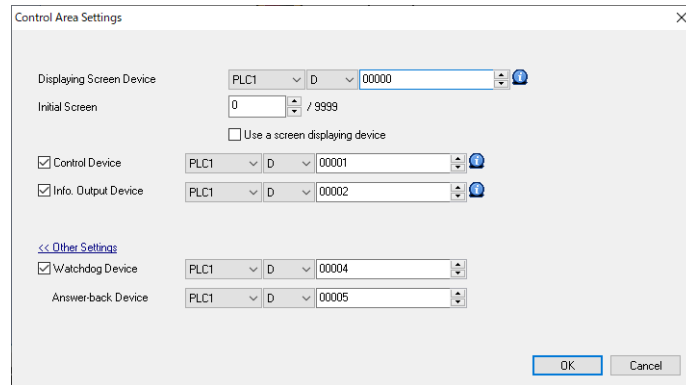 Control Area Settings
Displaying Screen Device PLC1 D 00000
Initial Screen 0 / 9999
Use a screen displaying device
Control Device PLC1 D 00001
Info. Output Device PLC1 D 00002
<< Other Settings
Watchdog Device PLC1 D 00004
Answer-back Device PLC1 D 00005
OK Cancel